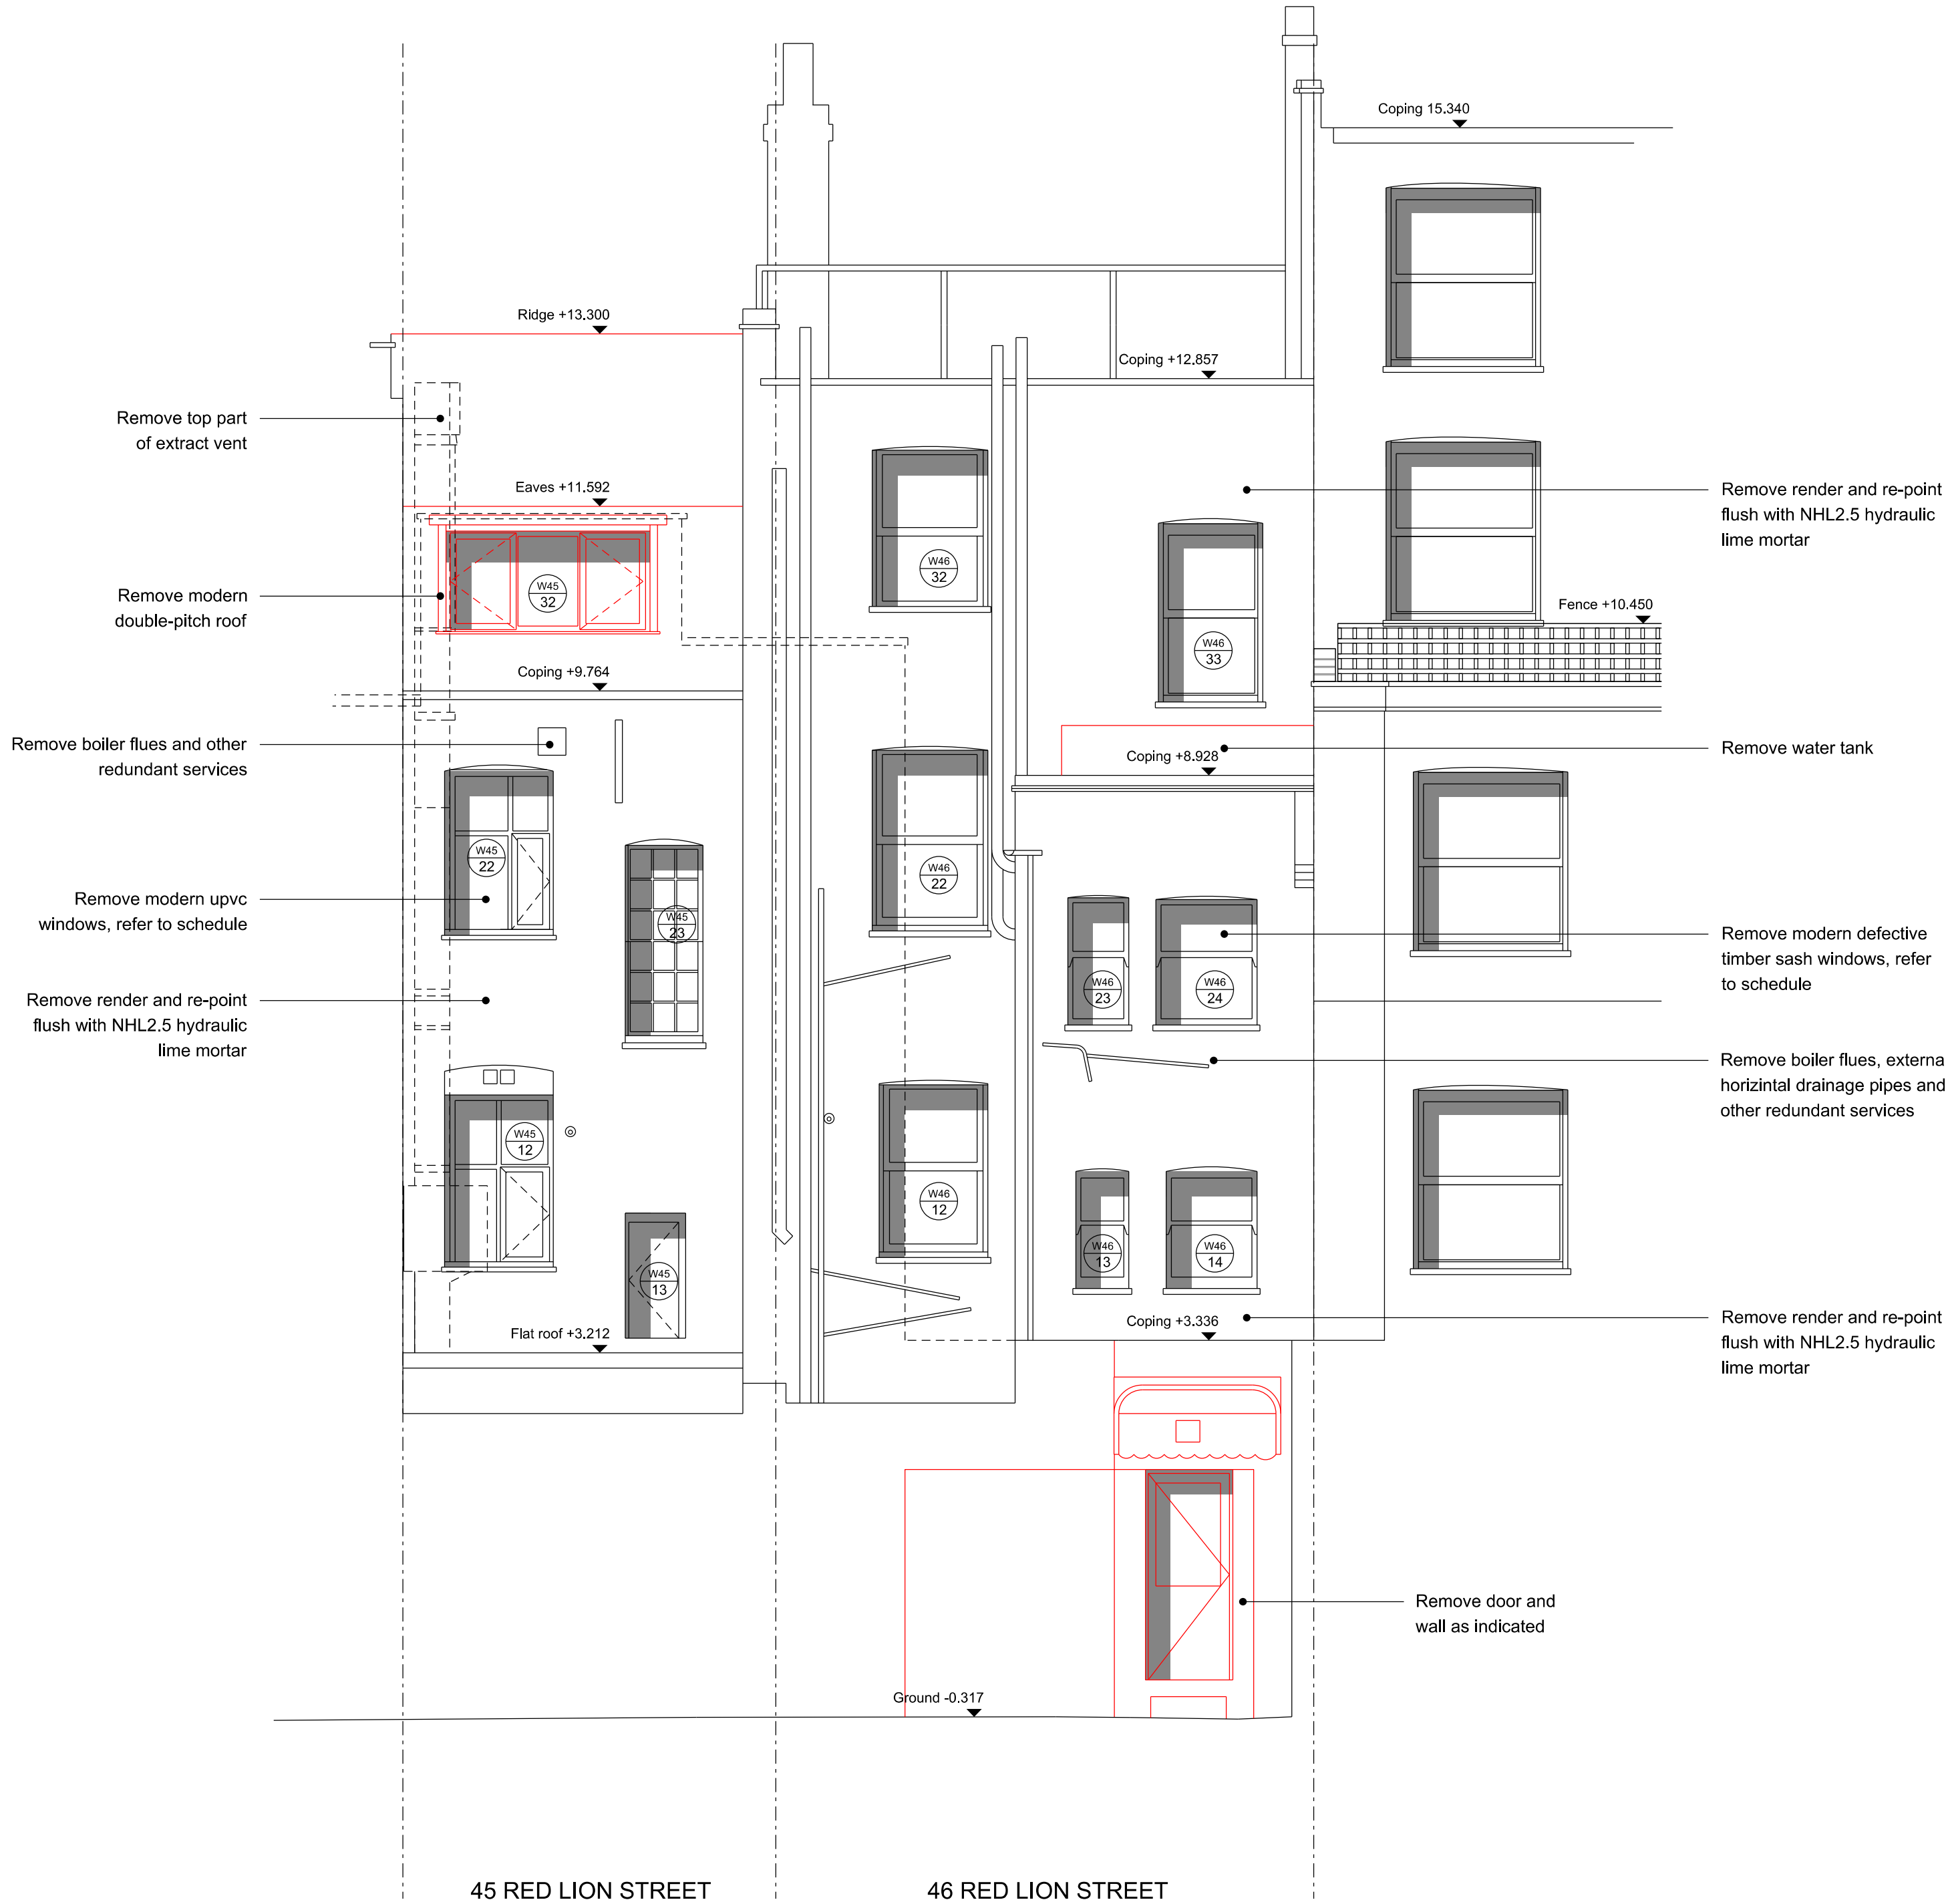 Coping 15.340
Ridge +13.300
Coping +12.857
Remove top part
of extract vent
Eaves +11.592
Remove render and re-point
flush with NHL2.5 hydraulic
lime mortar
W46
32
W45
32
Remove modern
double-pitch roof
Fence +10.450
W46
33
Coping +9.764
Remove boiler flues and other
redundant services
Coping +8.928
Remove water tank
W45
22
W46
22
Remove modern upvc
windows, refer to schedule
W45
23
Remove modern defective
timber sash windows, refer
to schedule
W46
23
W46
24
Remove render and re-point
flush with NHL2.5 hydraulic
lime mortar
Remove boiler flues, externa
horizintal drainage pipes and
other redundant services
W45
12
W46
12
W46
13
W46
14
W45
13
Flat roof +3.212
Coping +3.336
Remove render and re-point
flush with NHL2.5 hydraulic
lime mortar
Remove door and
wall as indicated
Ground -0.317
45 RED LION STREET
46 RED LION STREET